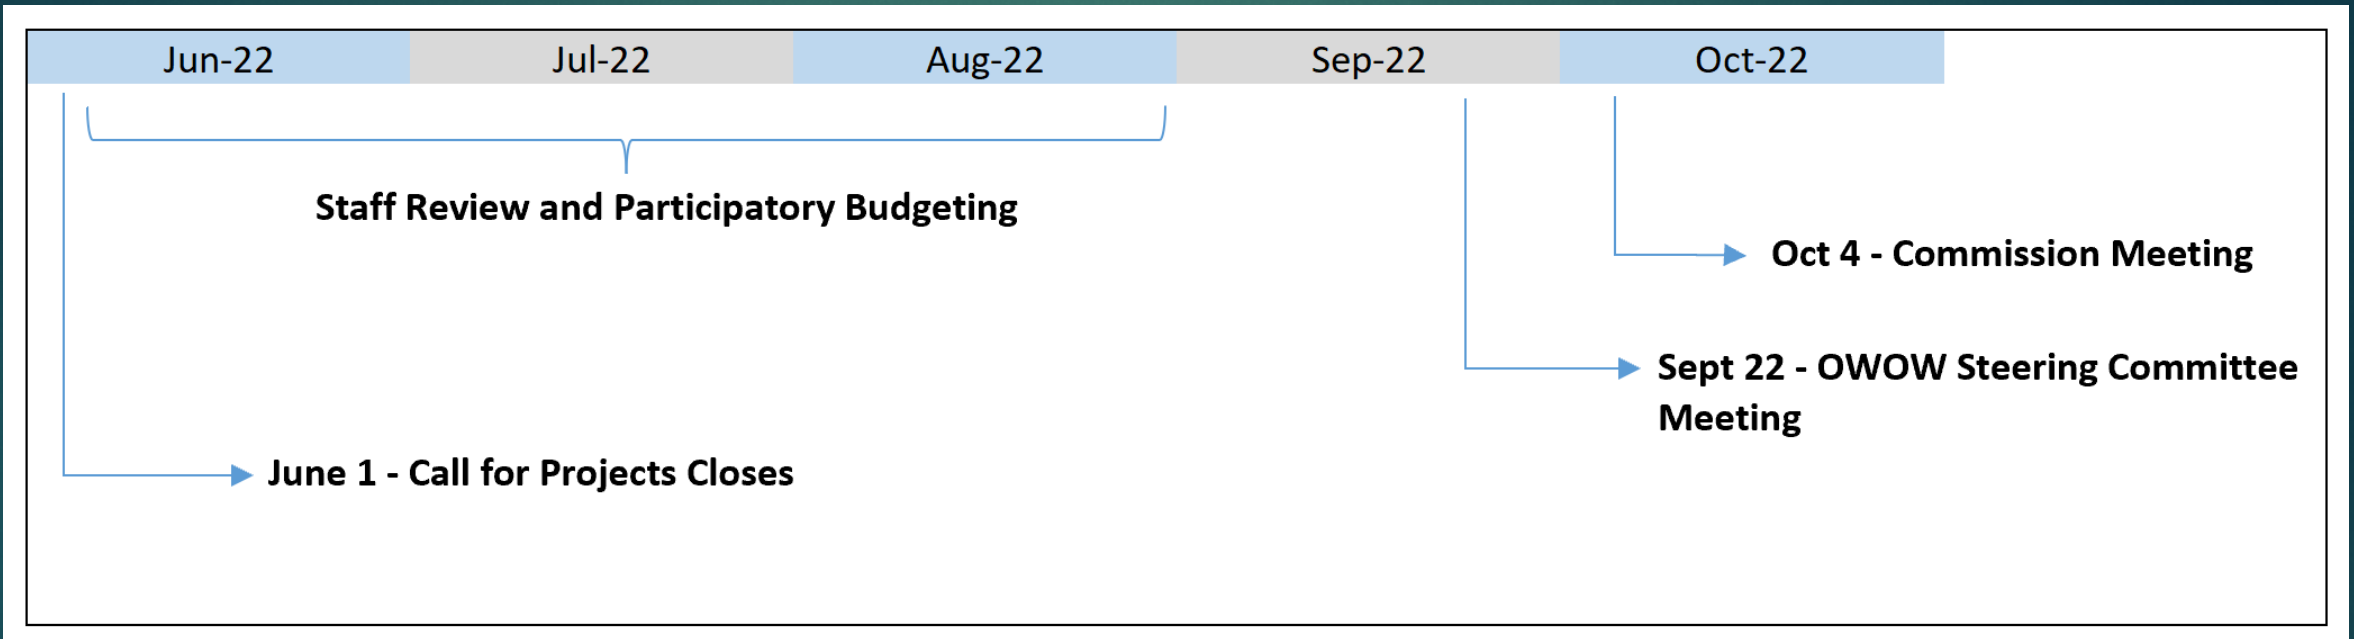 Jun-22 Jul-22 Aug-22 Sep-22 Oct-22
Staff Review and Participatory Budgeting
Oct 4 - Commission Meeting
Sept 22 - OWOW Steering Committee
Meeting
June 1 - Call for Projects Closes